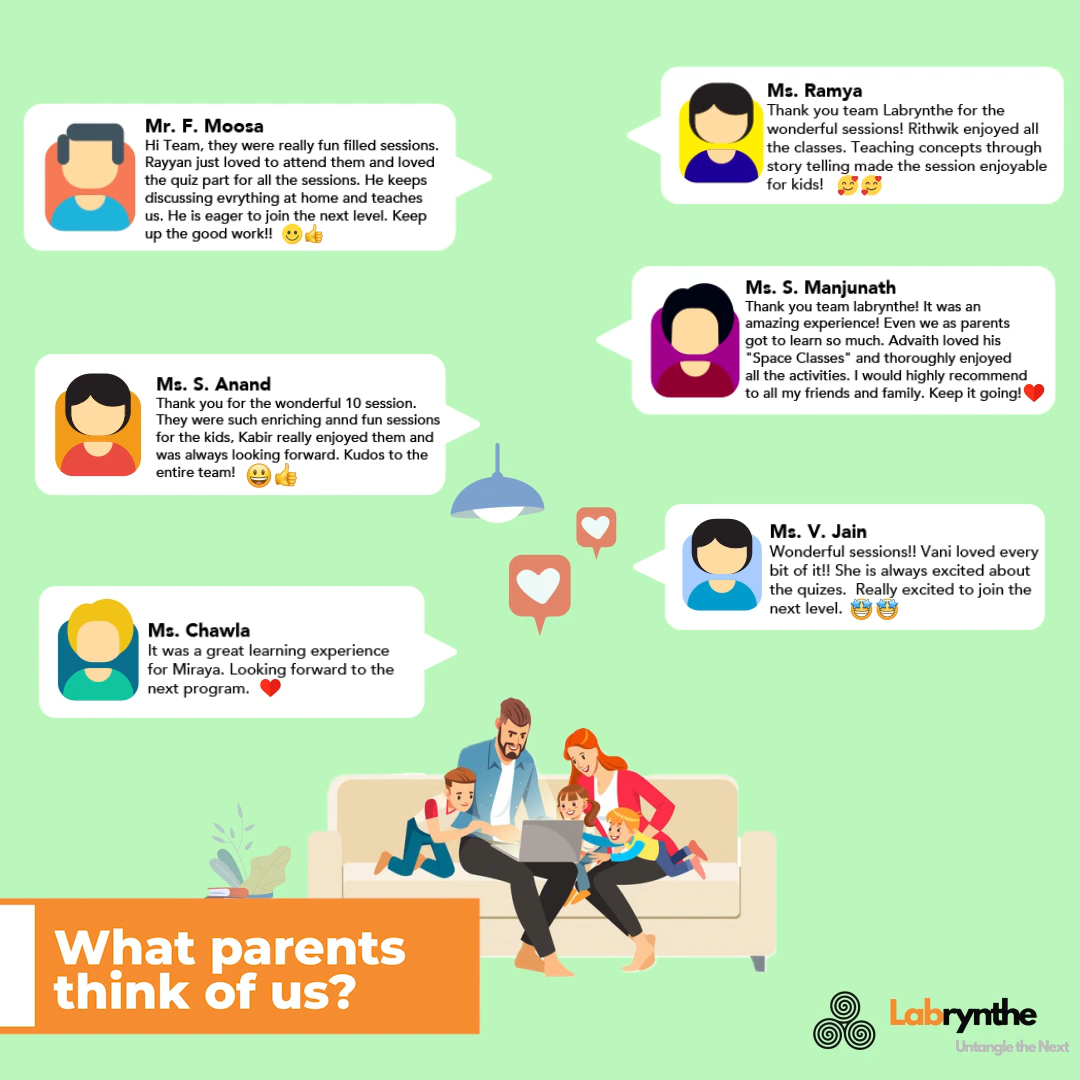 Mr. F. Moosa
Hi Team, they were really fun filled sessions.
Rayyan just loved to attend them and loved
the quiz part for all the sessions. He keeps
discussing evrything at home and teaches
us. He is eager to join the next level. Keep
up the good work!! 🙂👍
Ms. Ramya
Thank you team Labrynthe for the
wonderful sessions! Rithwik enjoyed all
the classes. Teaching concepts through
story telling made the session enjoyable
for kids! 🥰🥰
Ms. S. Manjunath
Thank you team labrynthe! It was an
amazing experience! Even we as parents
got to learn so much. Advaith loved his
"Space Classes" and thoroughly enjoyed
all the activities. I would highly recommend
to all my friends and family. Keep it going!❤️
Ms. S. Anand
Thank you for the wonderful 10 session.
They were such enriching annd fun sessions
for the kids, Kabir really enjoyed them and
was always looking forward. Kudos to the
entire team! 😃👍
Ms. V. Jain
Wonderful sessions!! Vani loved every
bit of it!! She is always excited about
the quizes. Really excited to join the
next level. 🤩🤩
Ms. Chawla
It was a great learning experience
for Miraya. Looking forward to the
next program. ❤️
What parents
think of us?
Labrynthe
Untangle the Next